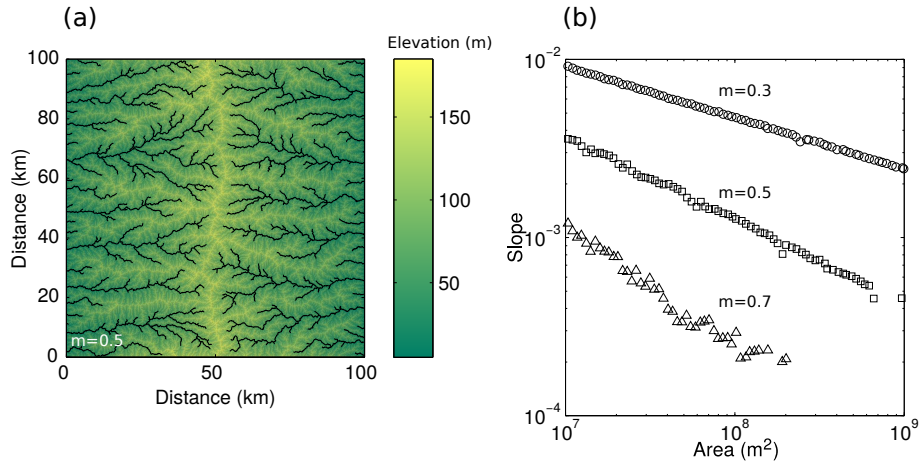 (a)
Elevation (m)
100
80
60
40
20
0
Distance (km)
m=0.5
0
50
100
Distance (km)
150
100
50
(b)
10^-2
10^-3
10^-4
Slope
m=0.3
m=0.5
m=0.7
10^7
10^8
10^9
Area (m²)